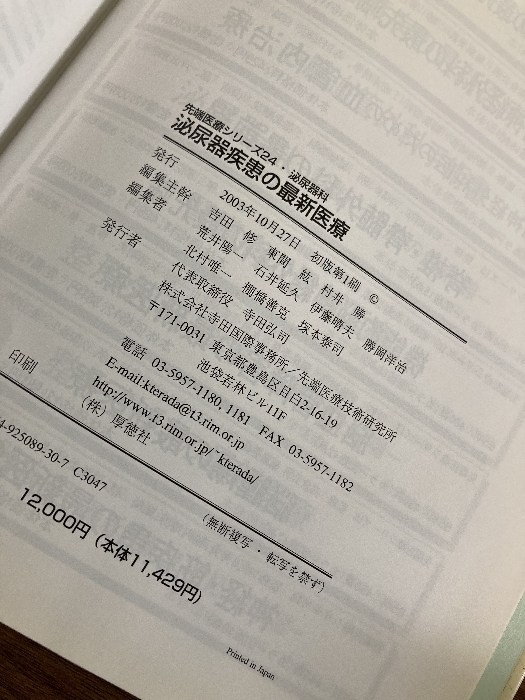 先端医療シリーズ24・泌尿器科
泌尿器疾患の最新医療
発行 2003年10月27日 初版第1刷 ©
編集主幹 吉田 修 東間 紘 村井 勝
編集者 荒井陽一 石井延久 伊藤晴夫 勝岡洋治
北村唯一 棚橋善克 塚本泰司
発行者 代表取締役 寺田弘司
株式会社寺田国際事務所/先端医療技術研究所
〒171-0031 東京都豊島区目白2-16-19
池袋若林ビル11F
電話 03-5957-1180, 1181 FAX 03-5957-1182
E-mail:kterada@t3.rim.or.jp
http://www.t3.rim.or.jp/~kterada/
印刷 (株)厚徳社
4-925089-30-7 C3047
(無断複写・転写を禁ず)
12,000円(本体11,429円)
Printed in Japan